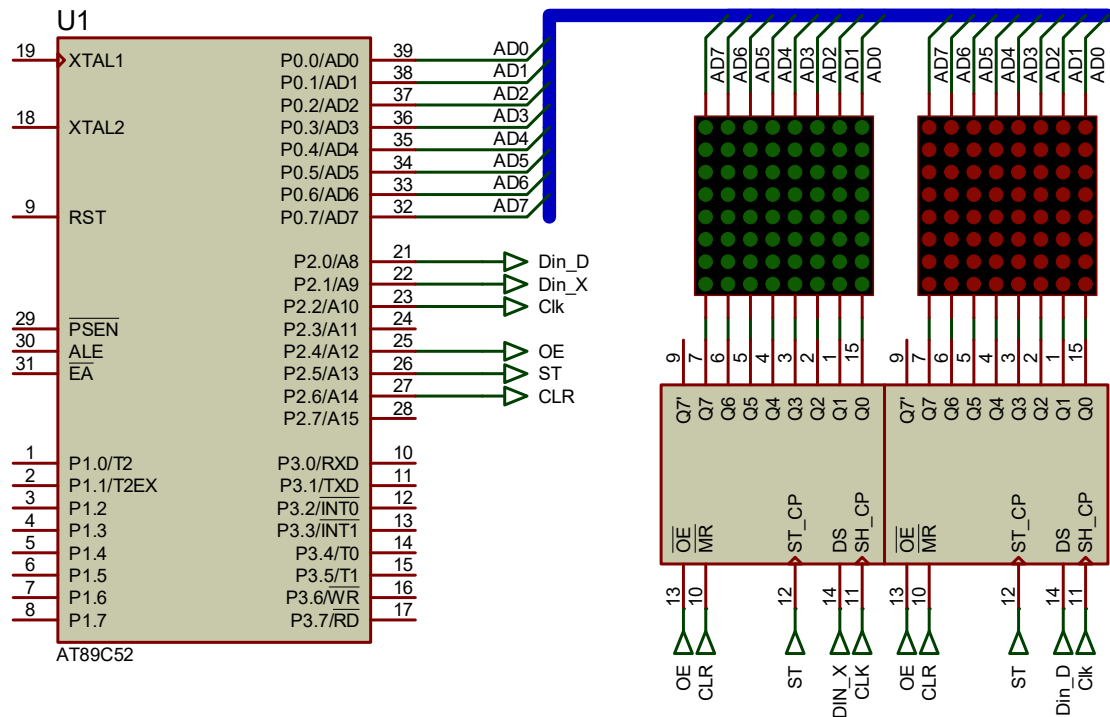 U1
19 XTAL1 P0.0/AD0 39 AD0
P0.1/AD1 38 AD1
P0.2/AD2 37 AD2
18 XTAL2 P0.3/AD3 36 AD3
P0.4/AD4 35 AD4
P0.5/AD5 34 AD5
P0.6/AD6 33 AD6
9 RST P0.7/AD7 32 AD7
P2.0/A8 21 Din_D
P2.1/A9 22 Din_X
P2.2/A10 23 Clk
29 PSEN P2.3/A11 24
30 ALE P2.4/A12 25 OE
31 EA P2.5/A13 26 ST
P2.6/A14 27 CLR
P2.7/A15 28
1 P1.0/T2 P3.0/RXD 10
2 P1.1/T2EX P3.1/TXD 11
3 P1.2 P3.2/INT0 12
4 P1.3 P3.3/INT1 13
5 P1.4 P3.4/T0 14
6 P1.5 P3.5/T1 15
7 P1.6 P3.6/WR 16
8 P1.7 P3.7/RD 17
AT89C52
AD7 AD6 AD5 AD4 AD3 AD2 AD1 AD0
AD7 AD6 AD5 AD4 AD3 AD2 AD1 AD0
9 7 6 5 4 3 2 1 15
Q7' Q7 Q6 Q5 Q4 Q3 Q2 Q1 Q0
OE MR ST_CP DS SH_CP
13 10 12 14 11
OE CLR ST DIN_X CLK
9 7 6 5 4 3 2 1 15
Q7' Q7 Q6 Q5 Q4 Q3 Q2 Q1 Q0
OE MR ST_CP DS SH_CP
13 10 12 14 11
OE CLR ST Din_D Clk